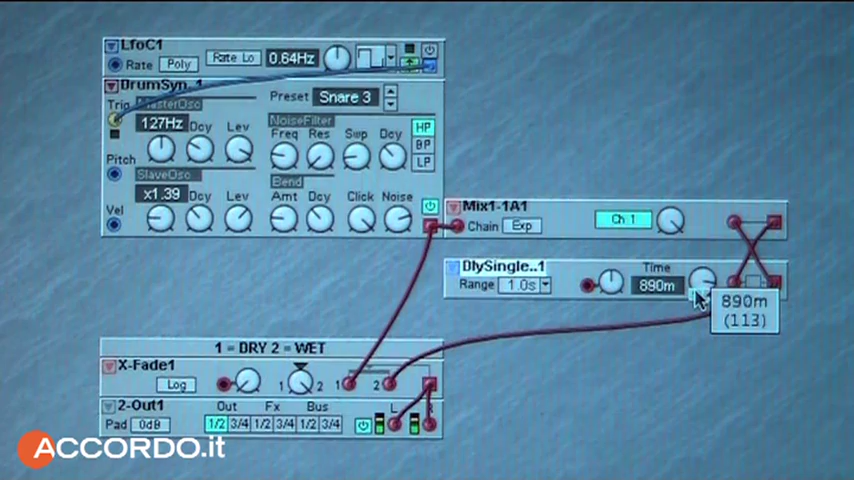 LfoC1
Rate Poly Rate Lo 0.64Hz
DrumSyn..1
Trig MasterOsc Preset Snare 3
127Hz Dcy Lev NoiseFilter
Freq Res Swp Dcy HP
BP
LP
Pitch
SlaveOsc Bend
x1.39 Dcy Lev Amt Dcy Click Noise
Vel
Mix1-1A1
Chain Exp Ch 1
DlySingle..1
Range 1.0s Time
890m
890m
(113)
1 = DRY 2 = WET
X-Fade1
Log 1 2 1 2
2-Out1 Out Fx Bus L R
Pad 0dB 1/2 3/4 1/2 3/4 1/2 3/4
ACCORDO.it